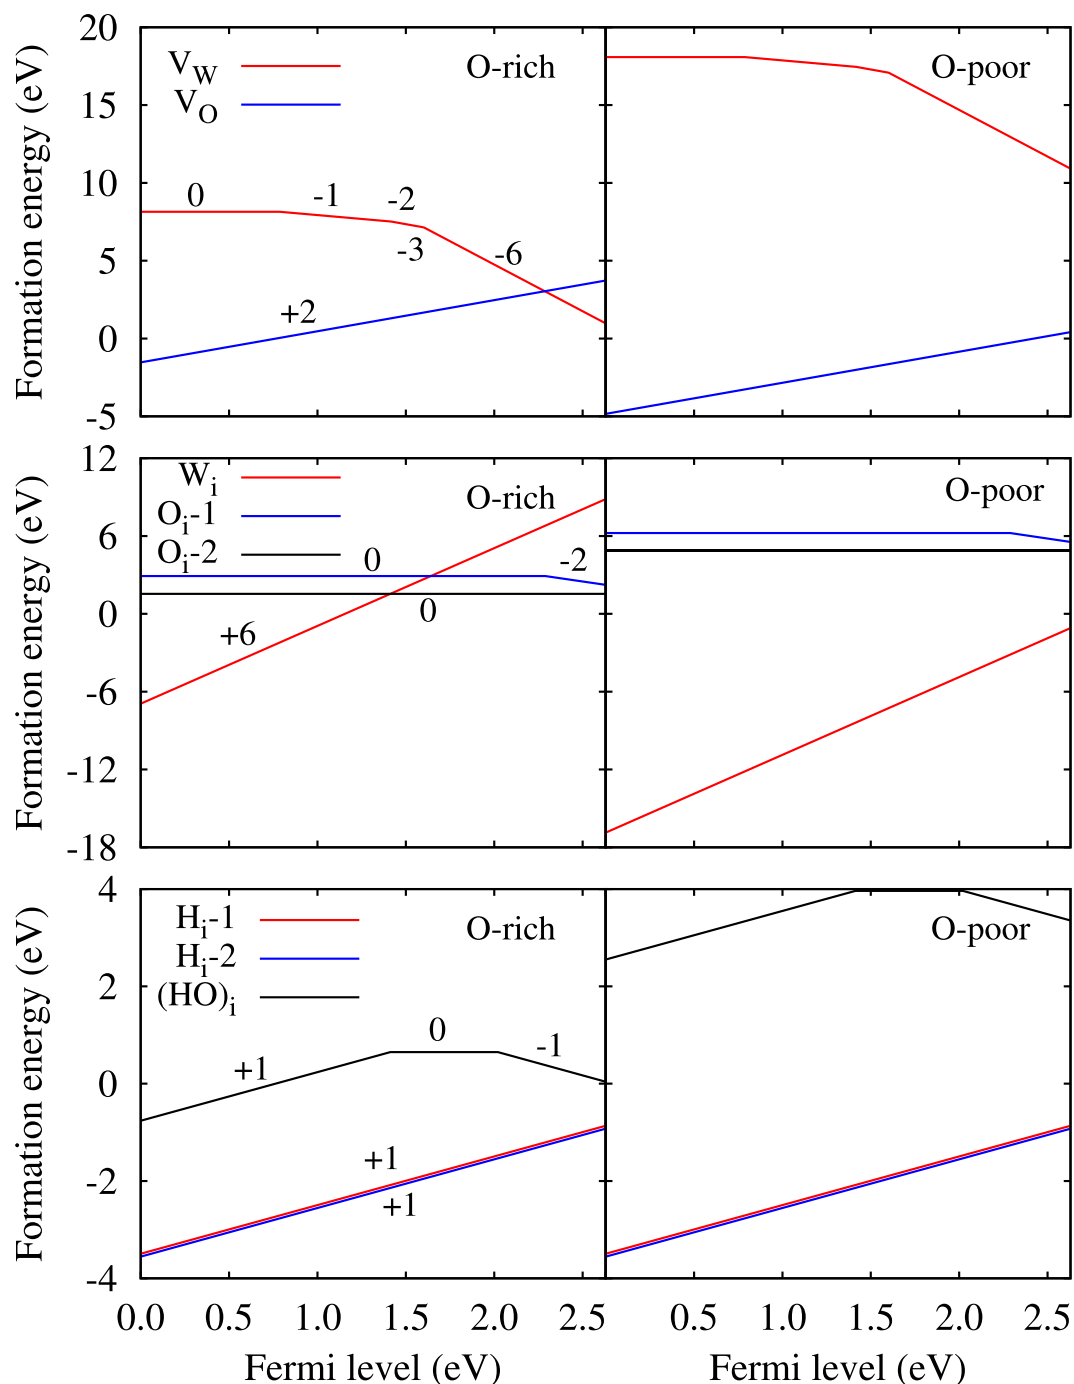 Formation energy (eV)
20
15
10
5
0
-5
V_W
V_O
O-rich
0
-1
-2
-3
-6
+2
O-poor
Formation energy (eV)
12
6
0
-6
-12
-18
W_i
O_i-1
O_i-2
O-rich
0
-2
0
+6
O-poor
Formation energy (eV)
4
2
0
-2
-4
H_i-1
H_i-2
(HO)_i
O-rich
0
-1
+1
+1
+1
O-poor
0.0 0.5 1.0 1.5 2.0 2.5
0.5 1.0 1.5 2.0 2.5
Fermi level (eV)
Fermi level (eV)